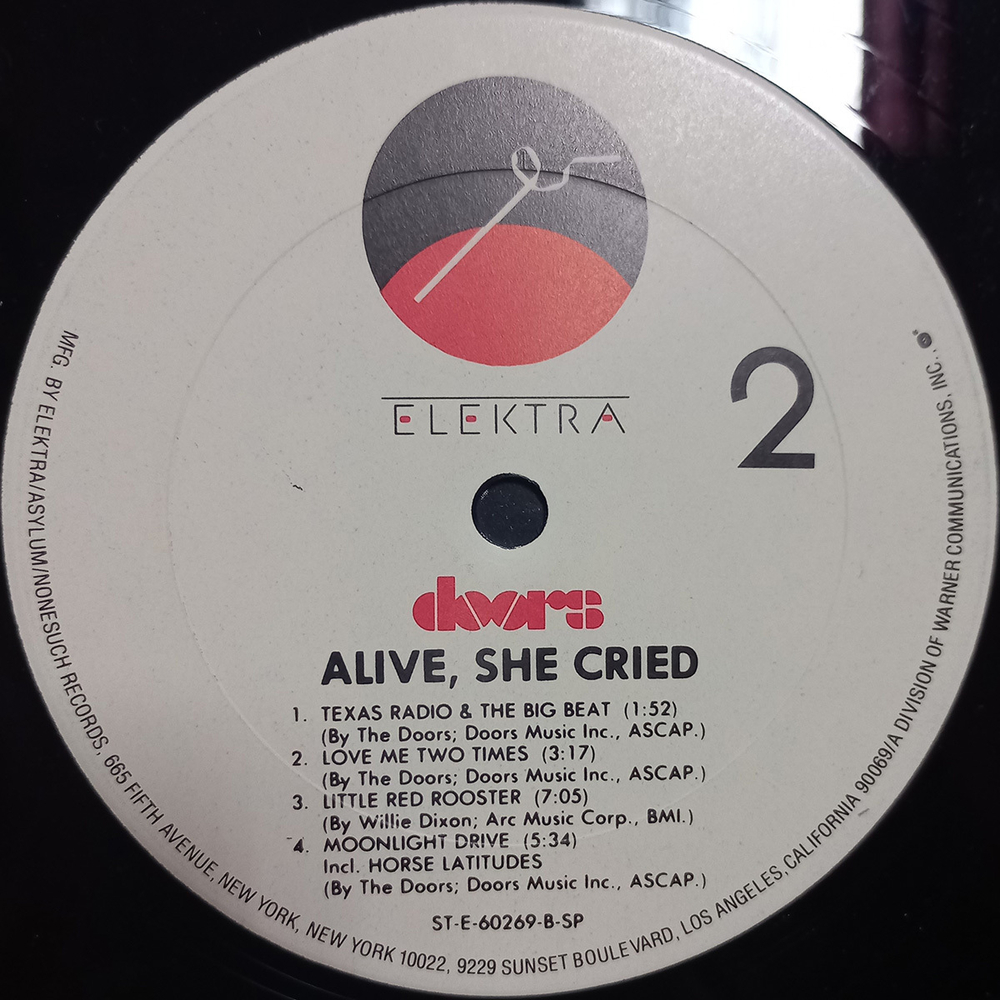 ELEKTRA
2
doors
ALIVE, SHE CRIED
1. TEXAS RADIO & THE BIG BEAT (1:52)
(By The Doors; Doors Music Inc., ASCAP.)
2. LOVE ME TWO TIMES (3:17)
(By The Doors; Doors Music Inc., ASCAP.)
3. LITTLE RED ROOSTER (7:05)
(By Willie Dixon; Arc Music Corp., BMI.)
4. MOONLIGHT DRIVE (5:34)
Incl. HORSE LATITUDES
(By The Doors; Doors Music Inc., ASCAP.)
ST-E-60269-B-SP
MFG. BY ELEKTRA/ASYLUM/NONESUCH RECORDS, 665 FIFTH AVENUE, NEW YORK, NEW YORK 10022, 9229 SUNSET BOULEVARD, LOS ANGELES, CALIFORNIA 90069/A DIVISION OF WARNER COMMUNICATIONS, INC.,